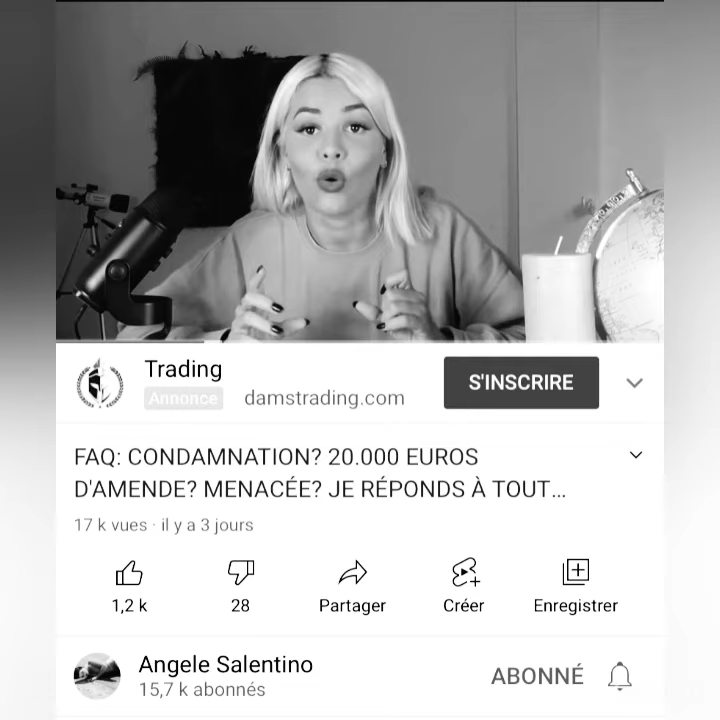 Trading
Annonce damstrading.com
S'INSCRIRE
FAQ: CONDAMNATION? 20.000 EUROS
D'AMENDE? MENACÉE? JE RÉPONDS À TOUT...
17 k vues · il y a 3 jours
1,2 k
28
Partager
Créer
Enregistrer
Angele Salentino
15,7 k abonnés
ABONNÉ